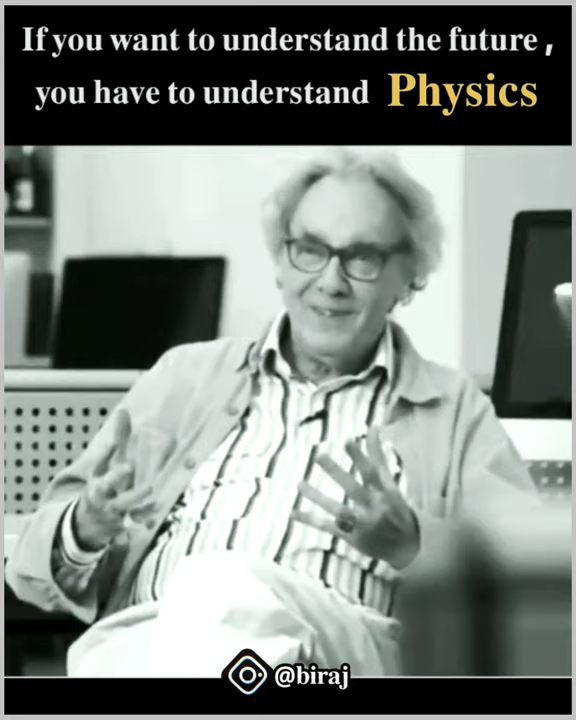 If you want to understand the future ,
you have to understand Physics
@biraj